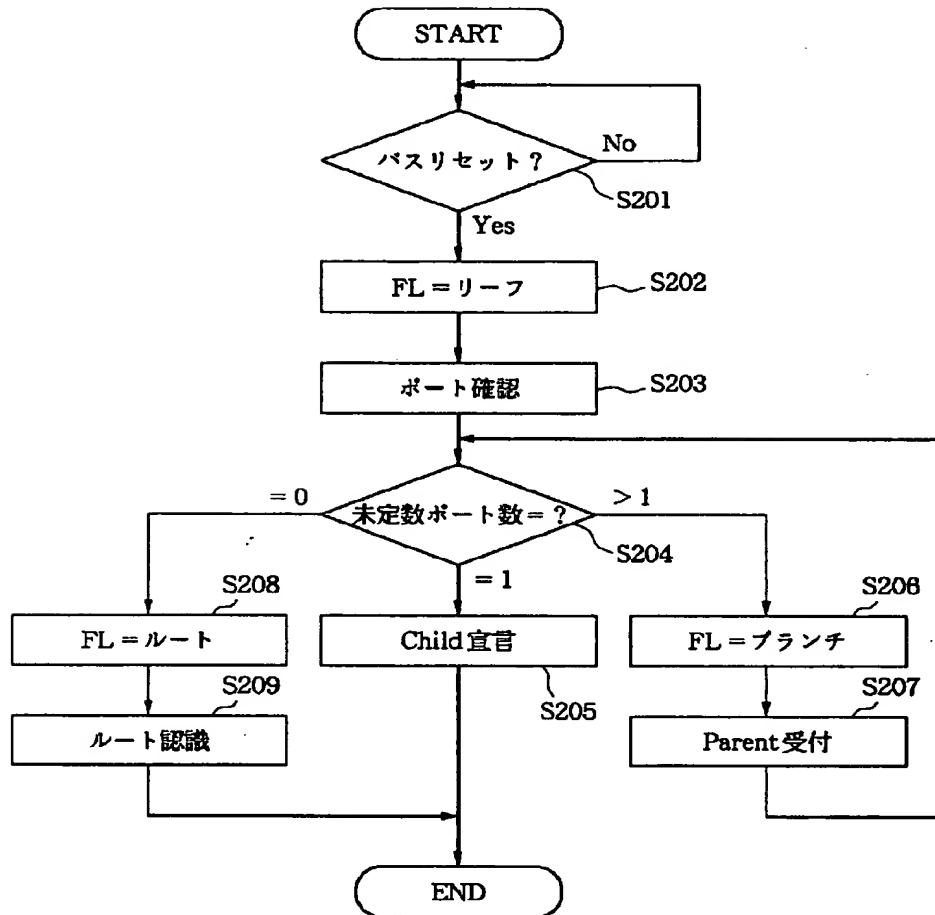 START
バスリセット？
No
S201
Yes
FL＝リーフ
S202
ポート確認
S203
＝0
未定数ポート数＝？
＞1
S204
＝1
S208
FL＝ルート
Child宣言
S206
FL＝ブランチ
S205
S209
ルート認識
S207
Parent受付
END